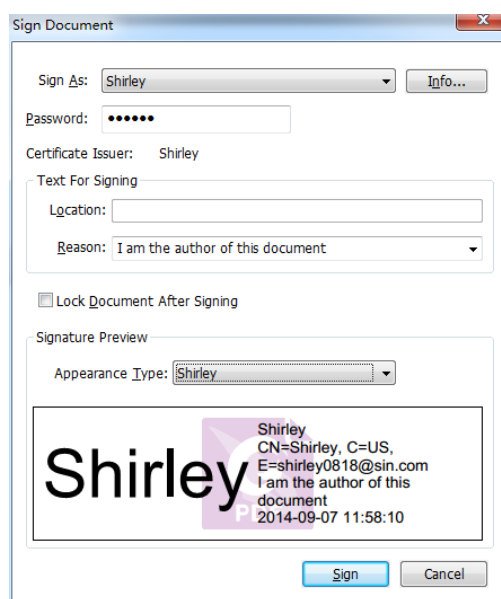 Sign Document
X
Sign As: Shirley Info...
Password: ••••••
Certificate Issuer: Shirley
Text For Signing
Location:
Reason: I am the author of this document
Lock Document After Signing
Signature Preview
Appearance Type: Shirley
Shirley
Shirley
CN=Shirley, C=US,
E=shirley0818@sin.com
I am the author of this
document
2014-09-07 11:58:10
PDF
Sign Cancel